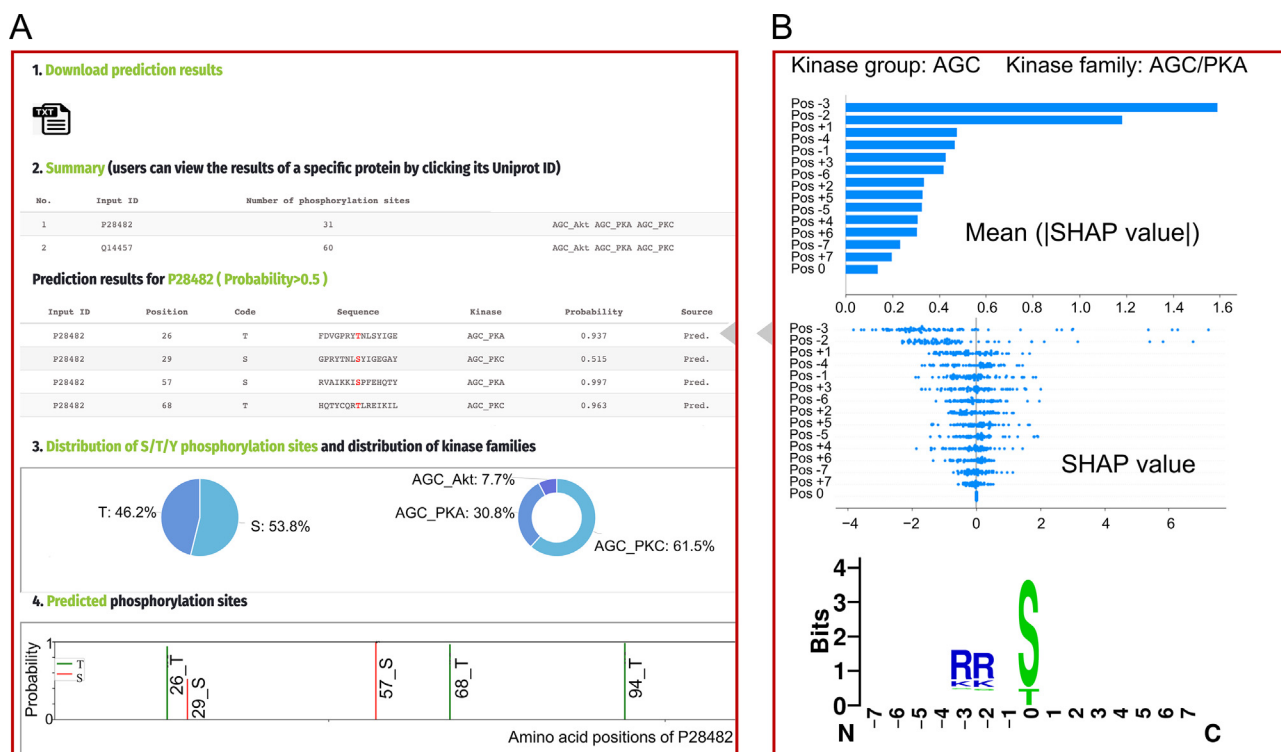 A
1. Download prediction results
TXT
2. Summary (users can view the results of a specific protein by clicking its Uniprot ID)
No. Input ID Number of phosphorylation sites
1 P28482 31 AGC_Akt AGC_PKA AGC_PKC
2 Q14457 60 AGC_Akt AGC_PKA AGC_PKC
Prediction results for P28482 ( Probability>0.5 )
Input ID Position Code Sequence Kinase Probability Source
P28482 26 T FDVGPRYTNLSYIGE AGC_PKA 0.937 Pred.
P28482 29 S GPRYTNLSYIGEGAY AGC_PKC 0.515 Pred.
P28482 57 S RVAIKKISPFEHQTY AGC_PKA 0.997 Pred.
P28482 68 T HQTYCQRTLREIKIL AGC_PKC 0.963 Pred.
3. Distribution of S/T/Y phosphorylation sites and distribution of kinase families
T: 46.2%
S: 53.8%
AGC_Akt: 7.7%
AGC_PKA: 30.8%
AGC_PKC: 61.5%
4. Predicted phosphorylation sites
Probability
1
0
T
S
26_T
29_S
57_S
68_T
94_T
Amino acid positions of P28482
B
Kinase group: AGC Kinase family: AGC/PKA
Pos -3
Pos -2
Pos +1
Pos -4
Pos -1
Pos +3
Pos -6
Pos +2
Pos +5
Pos -5
Pos +4
Pos +6
Pos -7
Pos +7
Pos 0
Mean (|SHAP value|)
0.0 0.2 0.4 0.6 0.8 1.0 1.2 1.4 1.6
Pos -3
Pos -2
Pos +1
Pos -4
Pos -1
Pos +3
Pos -6
Pos +2
Pos +5
Pos -5
Pos +4
Pos +6
Pos -7
Pos +7
Pos 0
SHAP value
−4 −2 0 2 4 6
Bits
4
3
2
1
0
R R S
K K T
N -7 -6 -5 -4 -3 -2 -1 0 1 2 3 4 5 6 7 C